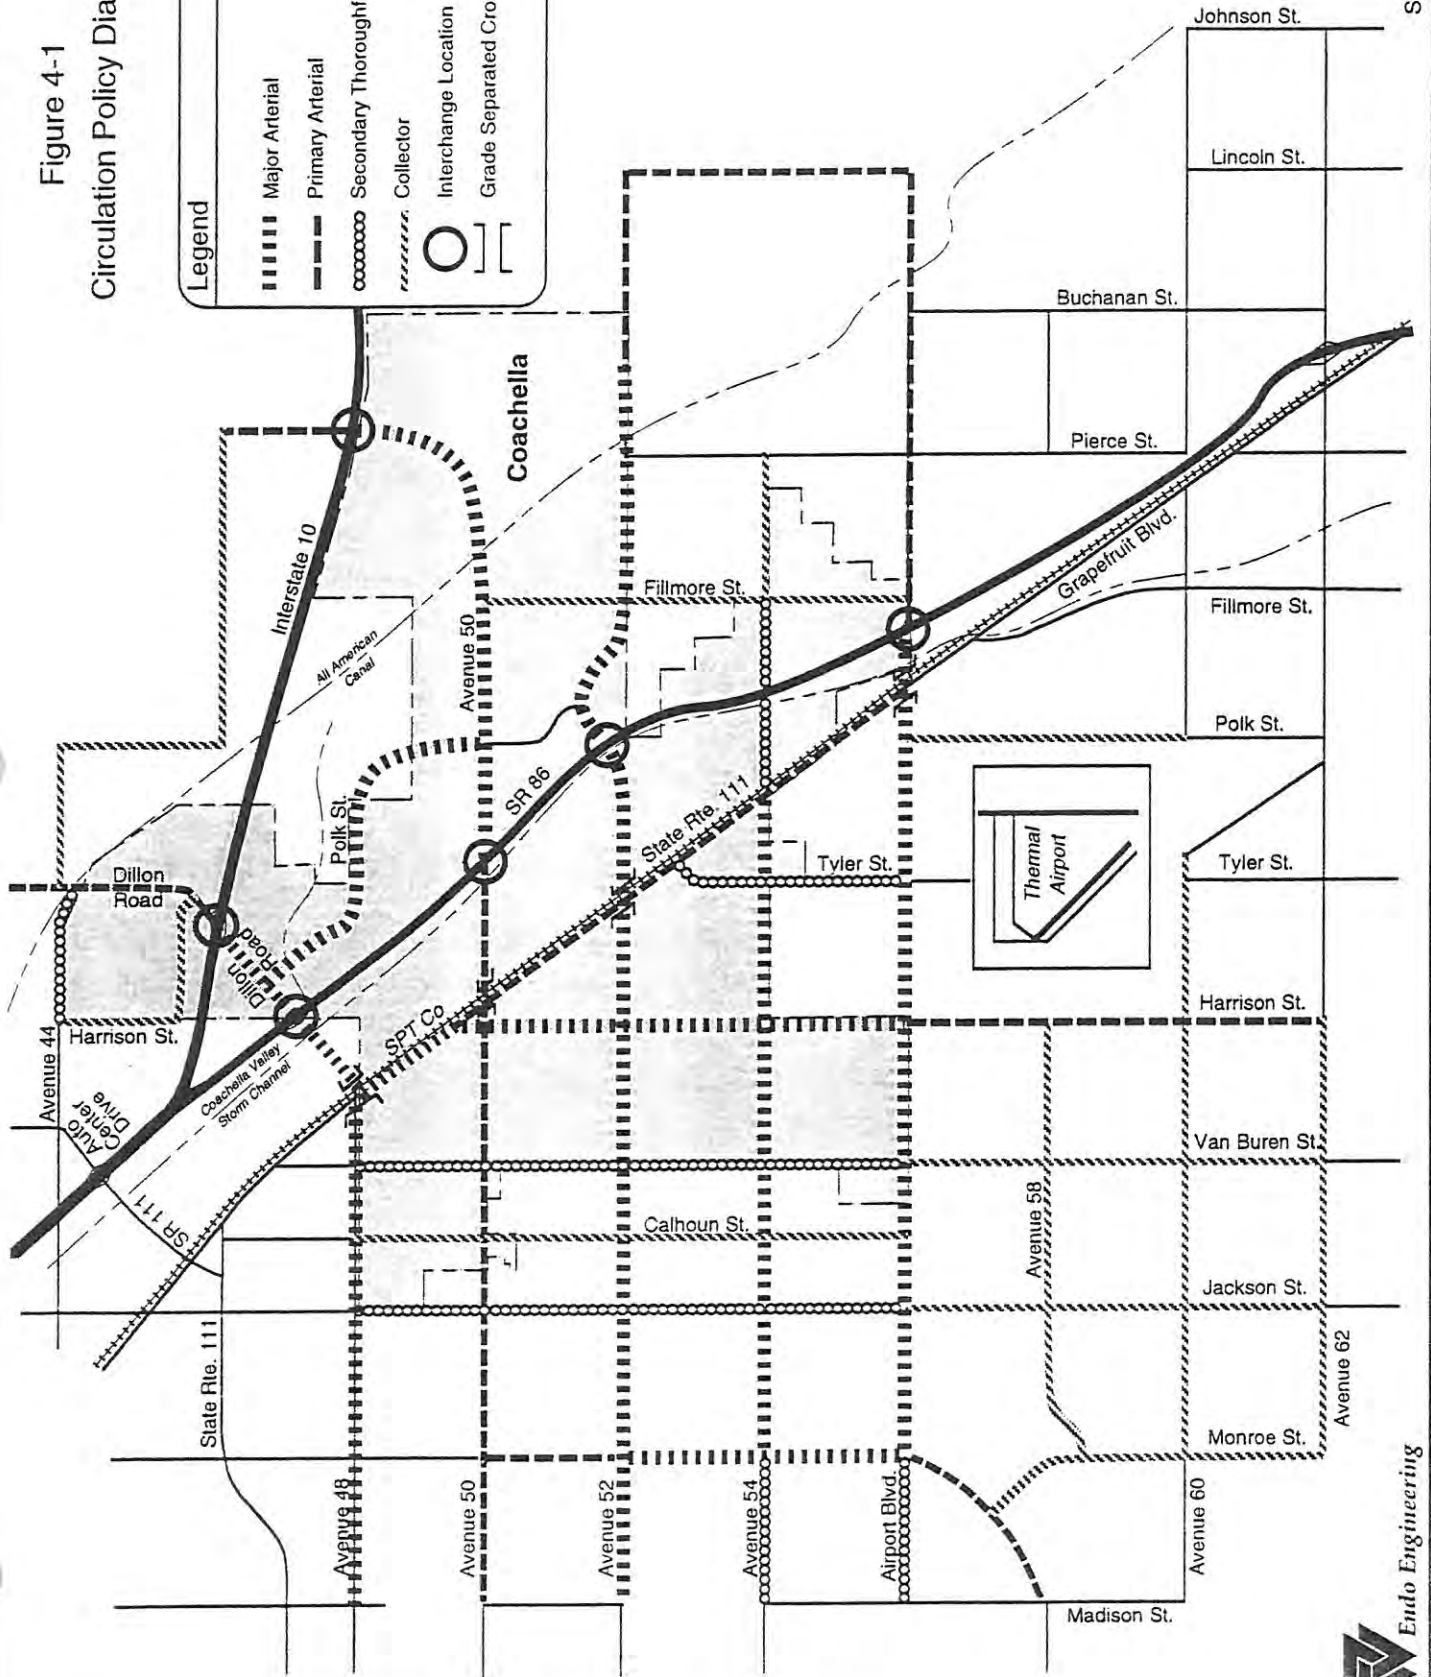 Figure 4-1
Circulation Policy Dia
Legend
Major Arterial
Primary Arterial
Secondary Thoroughf
Collector
Interchange Location
Grade Separated Cro
Johnson St.
Lincoln St.
Buchanan St.
Coachella
Pierce St.
Interstate 10
All American
Canal
Avenue 50
Fillmore St.
Grapefruit Blvd.
Fillmore St.
Polk St.
SR 86
State Rte. 111
Polk St.
Dillon
Road
Tyler St.
Thermal
Airport
Tyler St.
Dillon
Road
SPT Co
Harrison St.
Avenue 44
Harrison St.
Auto
Center
Drive
Coachella Valley
Storm Channel
Van Buren St.
SR 111
Calhoun St.
Avenue 58
Jackson St.
State Rte. 111
Avenue 62
Monroe St.
Avenue 48
Avenue 50
Avenue 52
Avenue 54
Airport Blvd.
Avenue 60
Madison St.
Endo Engineering
S